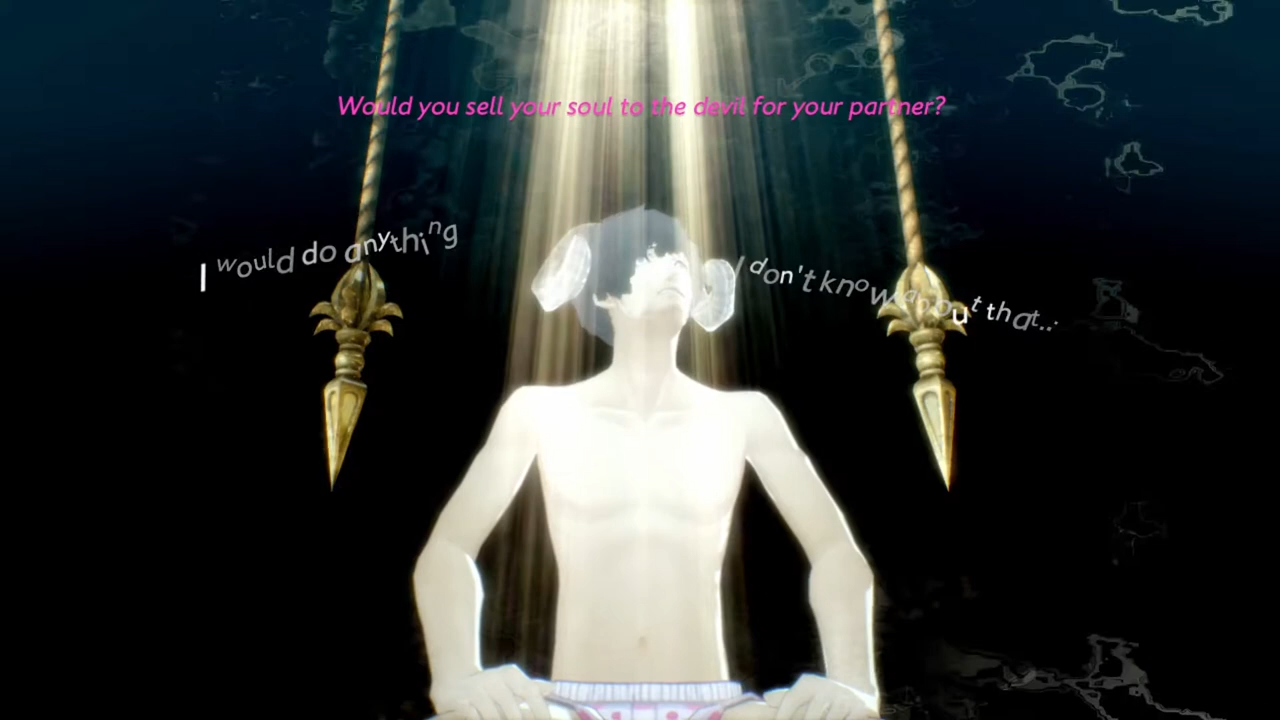 Would you sell your soul to the devil for your partner?
I would do anything
I don't know about that...